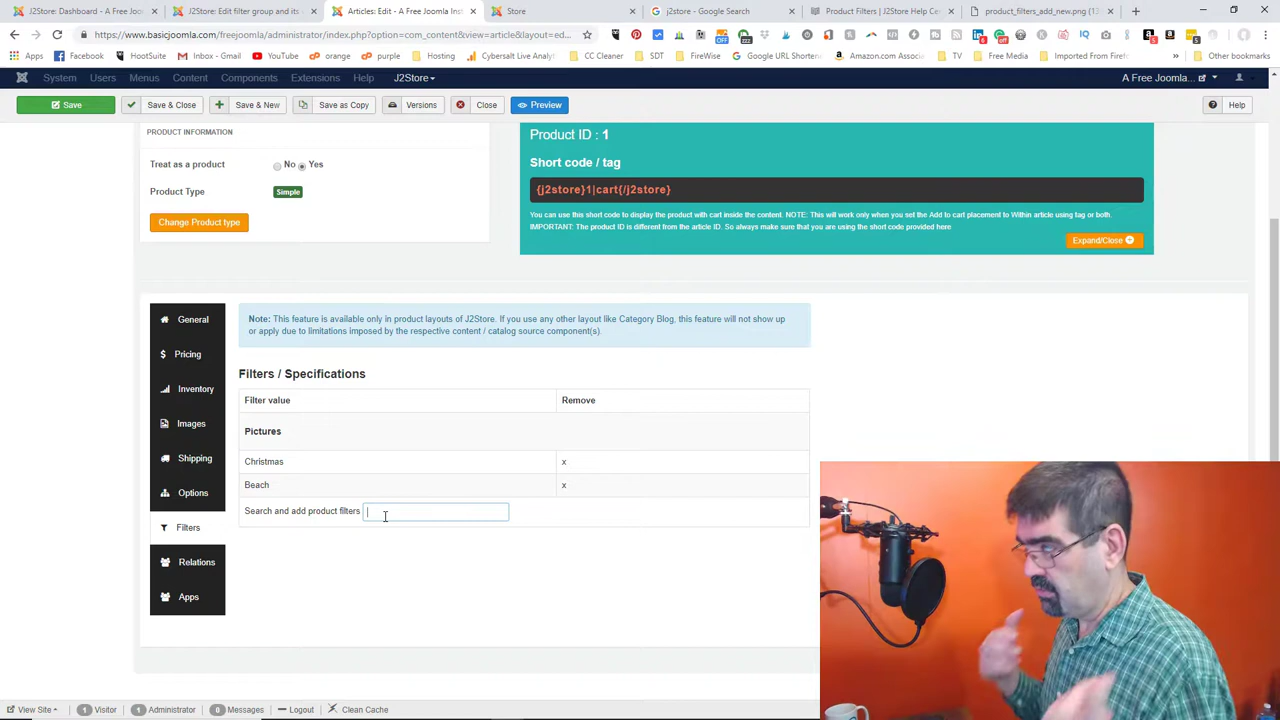 J2Store: Dashboard - A Free Joo
J2Store: Edit filter group and its
Articles: Edit - A Free Joomla Inst
Store
j2store - Google Search
Product Filters | J2Store Help Cen
product_filters_add_new.png (13
https://www.basicjoomla.com/freejoomla/administrator/index.php?option=com_content&view=article&layout=ed...
Apps
Facebook
HootSuite
Inbox - Gmail
YouTube
orange
purple
Hosting
Cybersalt Live Analytic
CC Cleaner
SDT
FireWise
Google URL Shortene
Amazon.com
TV
Free Media
Imported From Firef
Other bookmarks
System
Users
Menus
Content
Components
Extensions
Help
J2Store
A Free Joomla...
Save
Save & Close
Save & New
Save as Copy
Versions
Close
Preview
Help
PRODUCT INFORMATION
Treat as a product
No
Yes
Product Type
Simple
Change Product type
Product ID : 1
Short code / tag
{j2store}1|cart{/j2store}
You can use this short code to display the product with cart inside the content. NOTE: This will work only when you set the Add to cart placement to Within article using tag or both.
IMPORTANT: The product ID is different from the article ID. So always make sure that you are using the short code provided here
Expand/Close
General
Pricing
Inventory
Images
Shipping
Options
Filters
Relations
Apps
Note: This feature is available only in product layouts of J2Store. If you use any other layout like Category Blog, this feature will not show up
or apply due to limitations imposed by the respective content / catalog source component(s).
Filters / Specifications
Filter value
Remove
Pictures
Christmas
x
Beach
x
Search and add product filters
View Site
1 Visitor
1 Administrator
0 Messages
Logout
Clean Cache